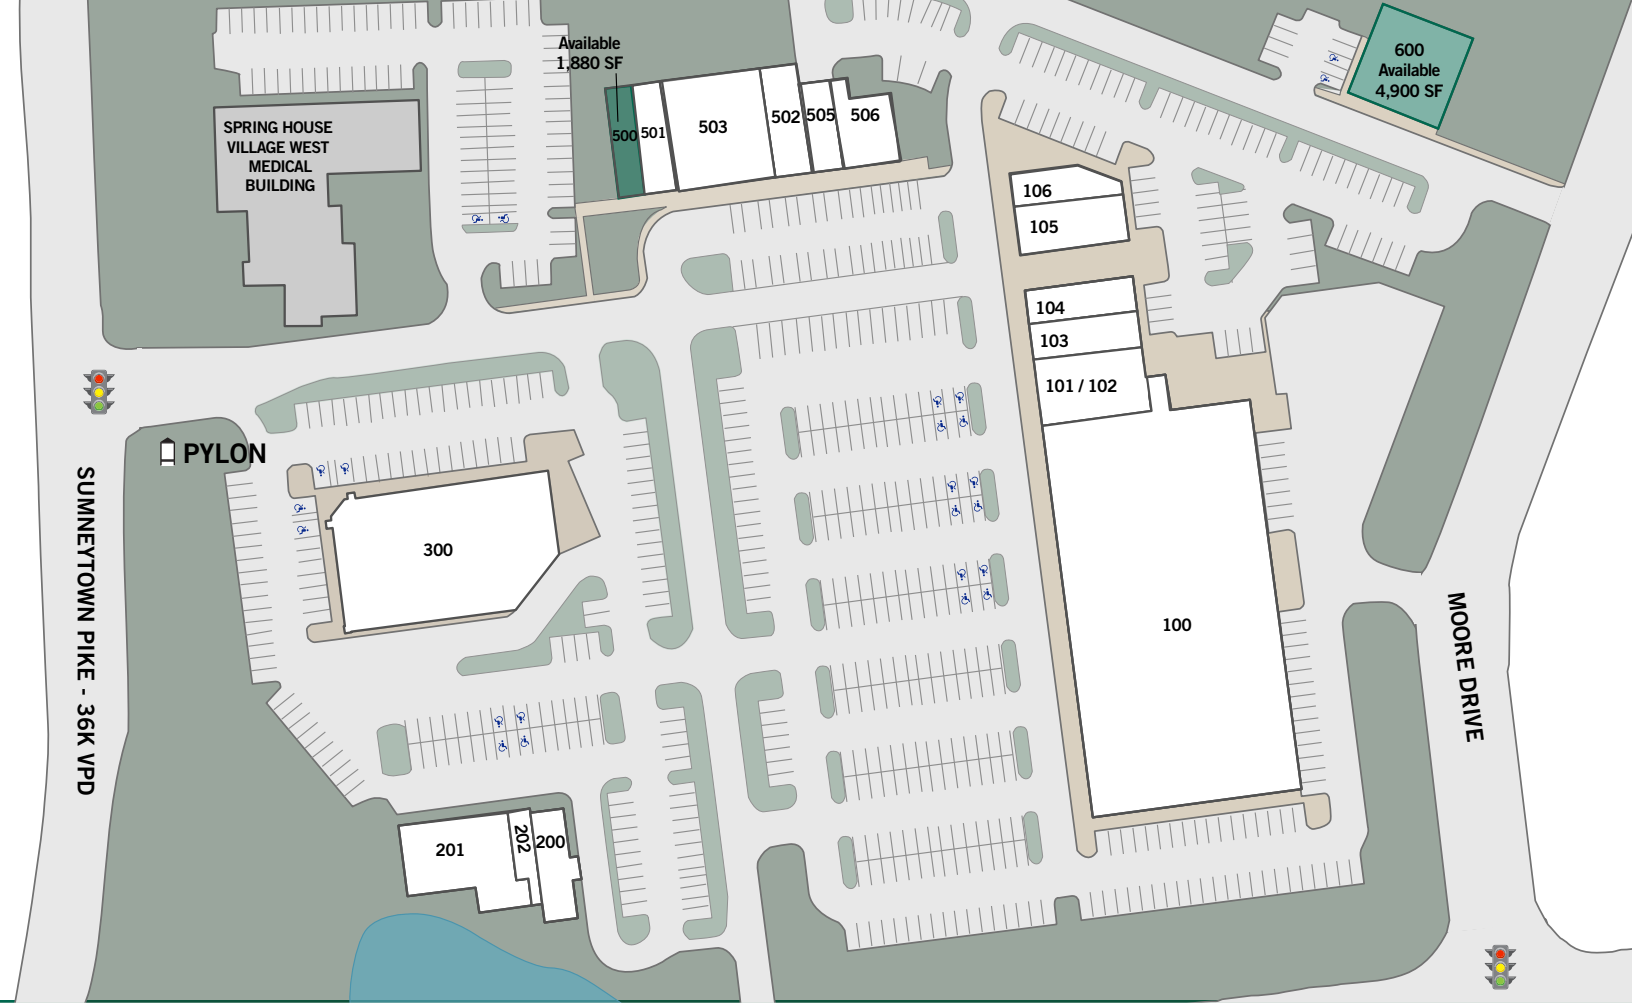 Available
1,880 SF
600
Available
4,900 SF
SPRING HOUSE
VILLAGE WEST
MEDICAL
BUILDING
500
501
503
502
505
506
106
105
104
103
101 / 102
PYLON
300
100
SUMNEYTOWN PIKE - 36K VPD
MOORE DRIVE
201
202
200